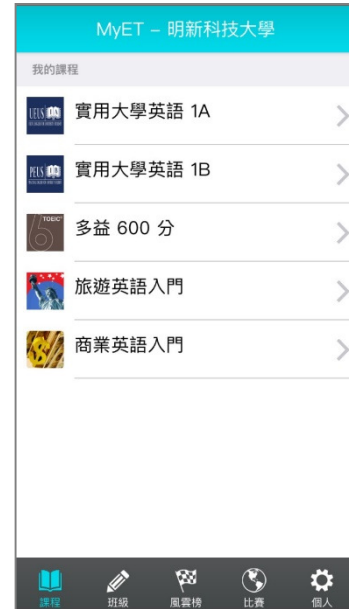 MyET – 明新科技大學
我的課程
實用大學英語 1A
實用大學英語 1B
TOEIC
多益 600 分
旅遊英語入門
商業英語入門
課程
班級
風雲榜
比賽
個人